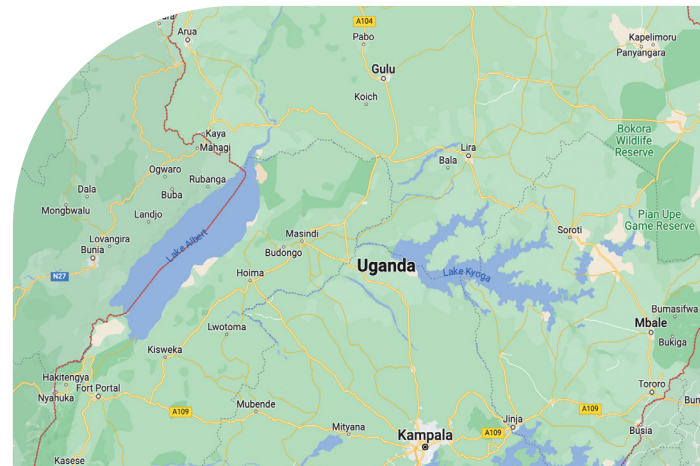 Arua
A104
Pabo
Kapelimoru
Panyangara
Gulu
Koich
Kaya
Mahagi
Bokora
Wildlife
Reserve
Lira
Bala
Ogwaro
Rubanga
Dala
Buba
Mongbwalu
Landjo
Pian Upe
Game Reserve
Soroti
Masindi
Lovangira
Lake Albert
Budongo
Bunia
Uganda
Lake Kyoga
N27
Hoima
Bumasifwa
Lwotoma
Mbale
Bukiga
Kisweka
Hakitengya
Fort Portal
Nyahuka
Tororo
Mubende
A109
A109
Jinja
Mityana
Kampala
A109
Busia
Kasese